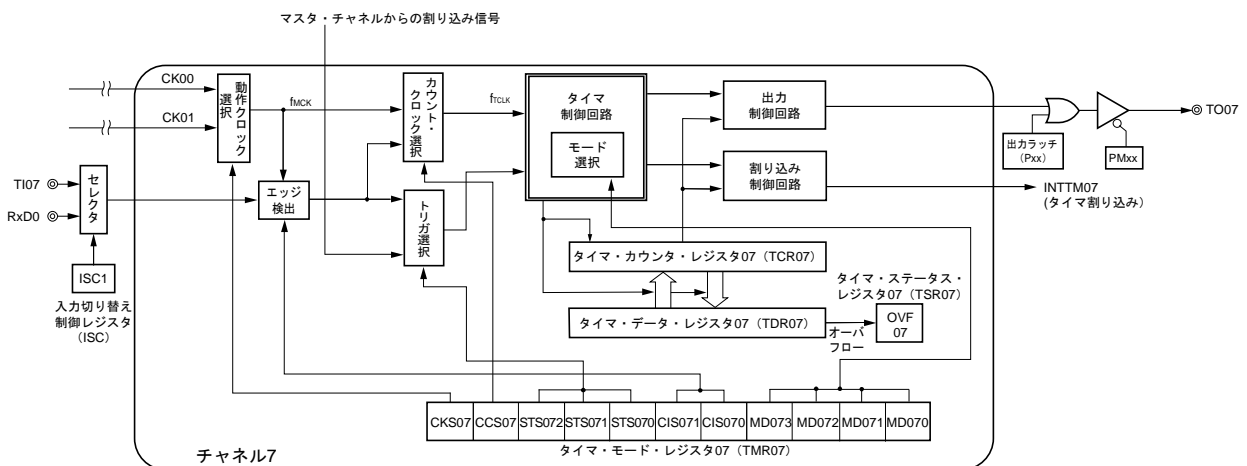 マスタ・チャネルからの割り込み信号
CK00
CK01
動作クロック
選択
fMCK
カウント・
クロック選択
fTCLK
タイマ
制御回路
モード
選択
出力
制御回路
割り込み
制御回路
出力ラッチ
(Pxx)
PMxx
TO07
INTTM07
(タイマ割り込み)
TI07
RxD0
セレクタ
エッジ
検出
トリガ選択
ISC1
入力切り替え
制御レジスタ
(ISC)
タイマ・カウンタ・レジスタ07(TCR07)
タイマ・ステータス・
レジスタ07(TSR07)
タイマ・データ・レジスタ07(TDR07)
オーバ
フロー
OVF
07
CKS07 CCS07 STS072 STS071 STS070 CIS071 CIS070 MD073 MD072 MD071 MD070
タイマ・モード・レジスタ07(TMR07)
チャネル7